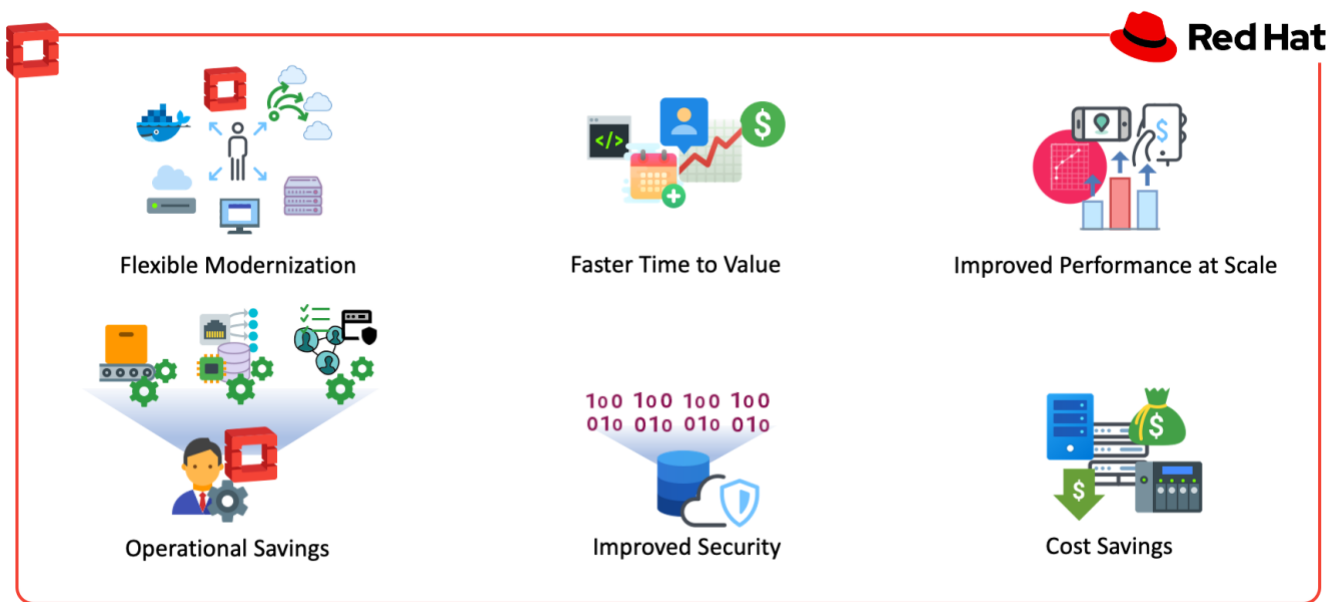 Red Hat
Flexible Modernization
</>
$
Faster Time to Value
$
Improved Performance at Scale
Operational Savings
100 100 100 100
010 010 010 010
Improved Security
$
$
Cost Savings